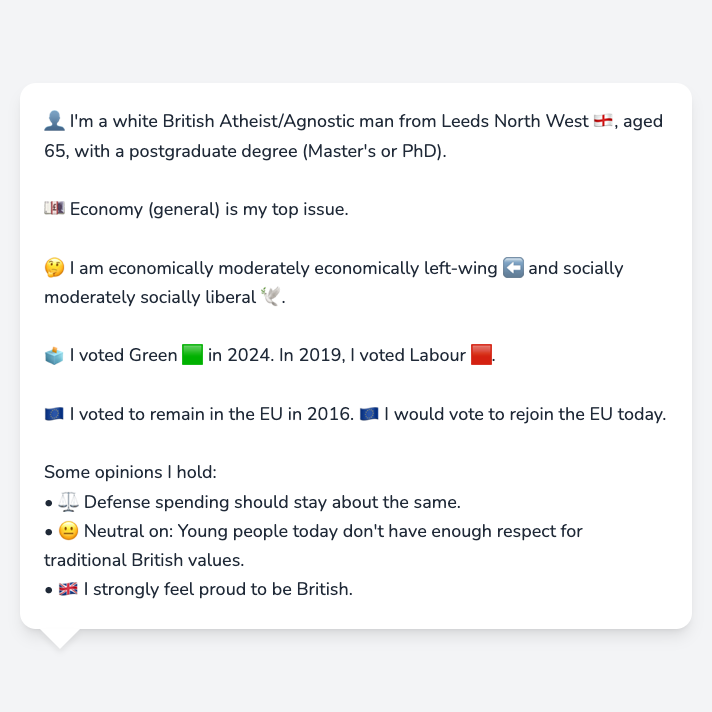 👤 I'm a white British Atheist/Agnostic man from Leeds North West 🏴󠁧󠁢󠁥󠁮󠁧󠁿, aged
65, with a postgraduate degree (Master's or PhD).
💷 Economy (general) is my top issue.
🤔 I am economically moderately economically left-wing ⬅️ and socially
moderately socially liberal 🕊️.
🗳️ I voted Green 🟩 in 2024. In 2019, I voted Labour 🟥.
🇪🇺 I voted to remain in the EU in 2016. 🇪🇺 I would vote to rejoin the EU today.
Some opinions I hold:
• ⚖️ Defense spending should stay about the same.
• 😐 Neutral on: Young people today don't have enough respect for
traditional British values.
• 🇬🇧 I strongly feel proud to be British.